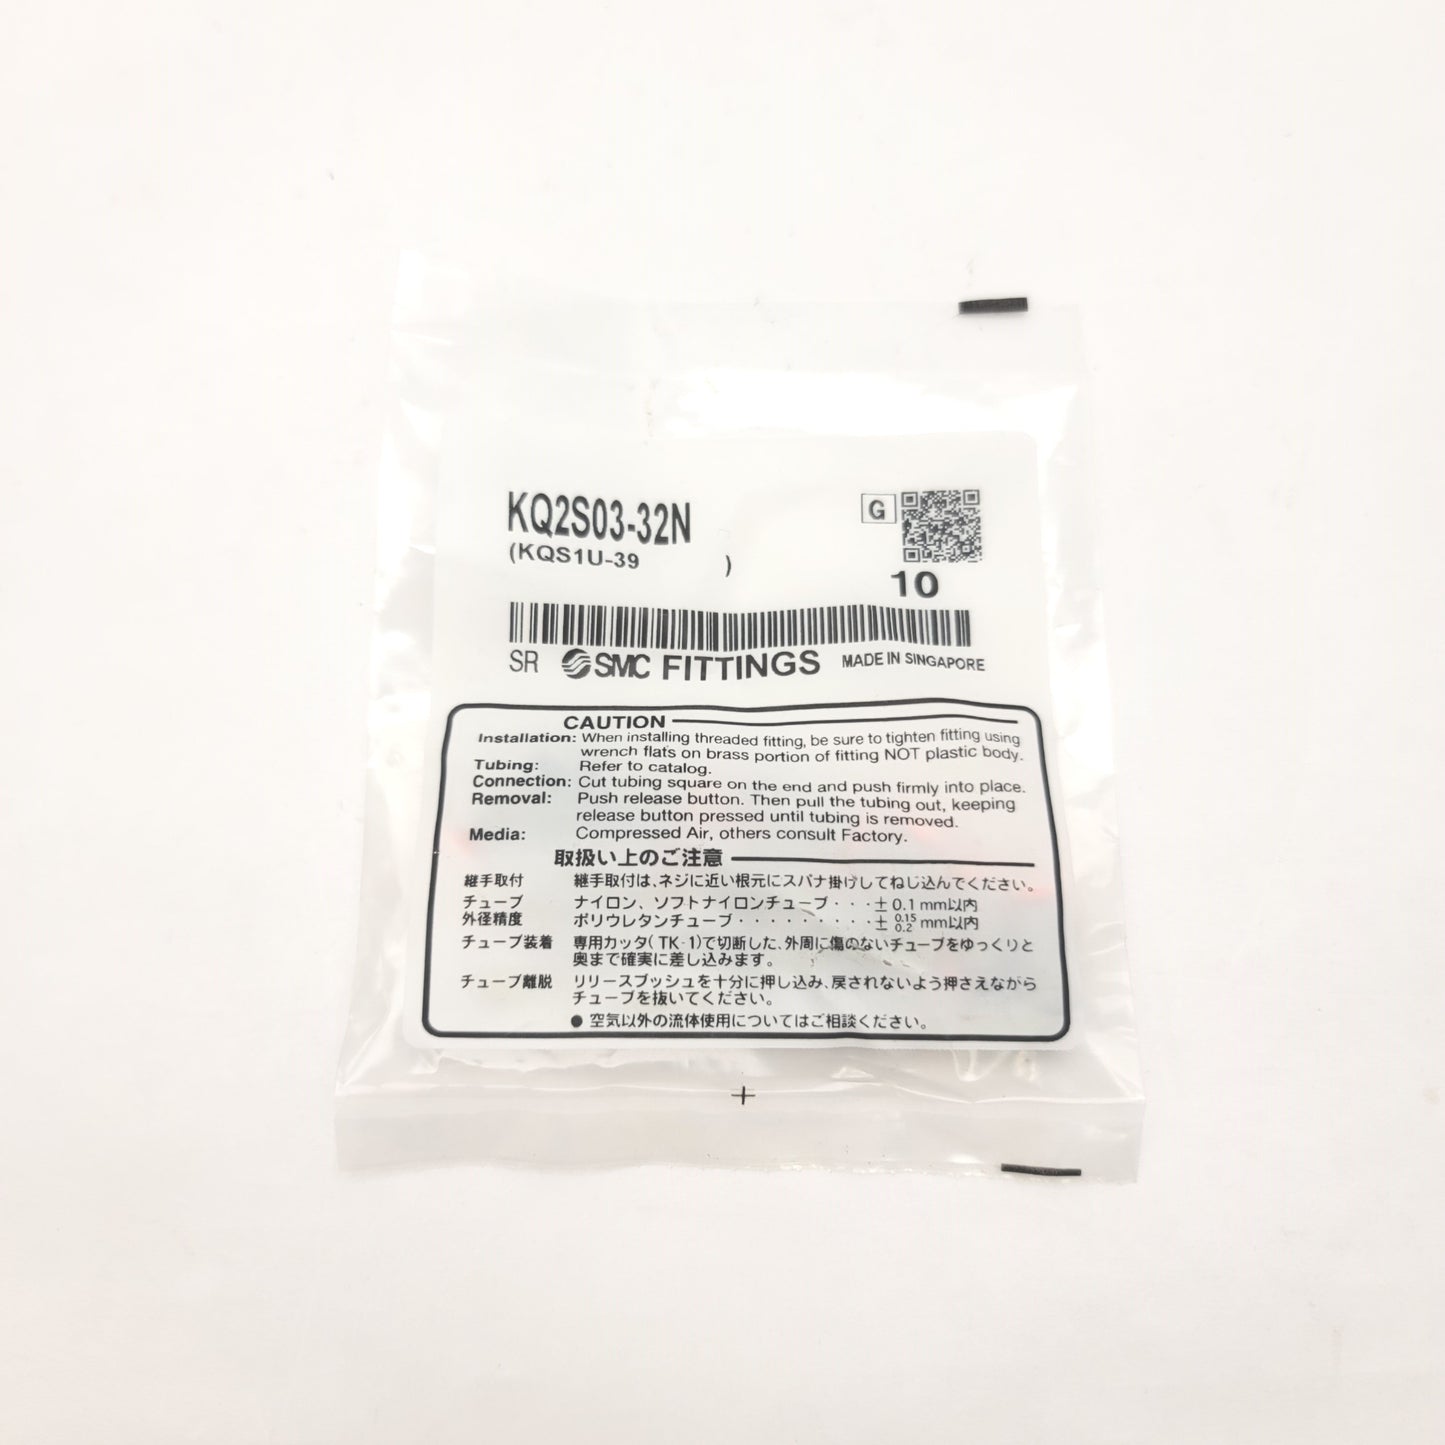 KQ2S03-32N
G
(KQS1U-39 )
10
SR SMC FITTINGS MADE IN SINGAPORE
CAUTION
Installation: When installing threaded fitting, be sure to tighten fitting using
wrench flats on brass portion of fitting NOT plastic body.
Tubing: Refer to catalog.
Connection: Cut tubing square on the end and push firmly into place.
Removal: Push release button. Then pull the tubing out, keeping
release button pressed until tubing is removed.
Media: Compressed Air, others consult Factory.
取扱い上のご注意
継手取付 継手取付は、ネジに近い根元にスパナ掛けしてねじ込んでください。
チューブ ナイロン、ソフトナイロンチューブ・・・± 0.1 mm以内
外径精度 ポリウレタンチューブ・・・・・・・・・± 0.15 0.2 mm以内
チューブ装着 専用カッタ( TK-1)で切断した、外周に傷のないチューブをゆっくりと
奥まで確実に差し込みます。
チューブ離脱 リリースブッシュを十分に押し込み、戻されないよう押さえながら
チューブを抜いてください。
● 空気以外の流体使用についてはご相談ください。